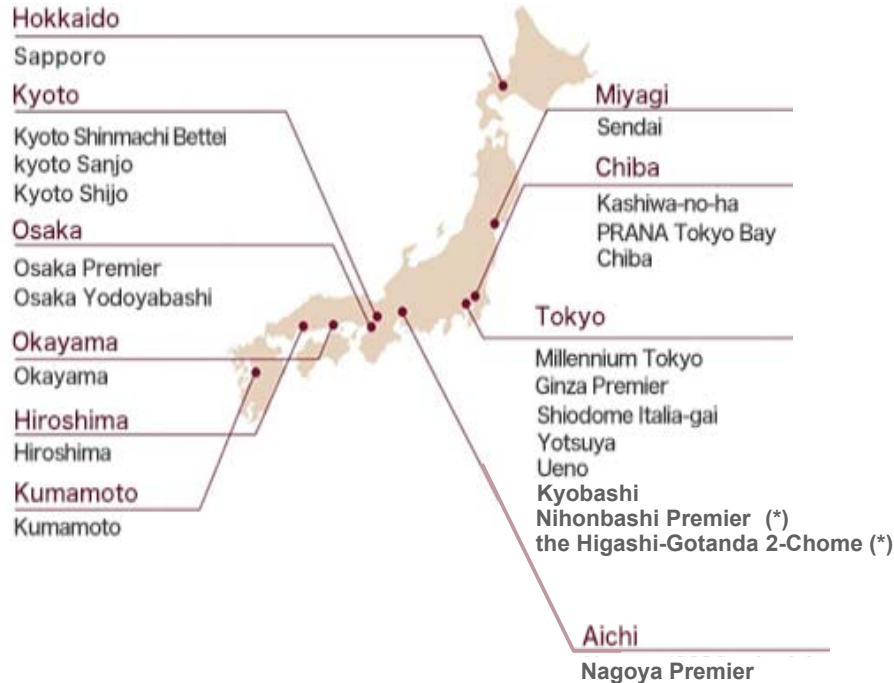 Hokkaido
Sapporo
Kyoto
Kyoto Shinmachi Bettei
kyoto Sanjo
Kyoto Shijo
Osaka
Osaka Premier
Osaka Yodoyabashi
Okayama
Okayama
Hiroshima
Hiroshima
Kumamoto
Kumamoto
Miyagi
Sendai
Chiba
Kashiwa-no-ha
PRANA Tokyo Bay
Chiba
Tokyo
Millennium Tokyo
Ginza Premier
Shiodome Italia-gai
Yotsuya
Ueno
Kyobashi
Nihonbashi Premier (*)
the Higashi-Gotanda 2-Chome (*)
Aichi
Nagoya Premier